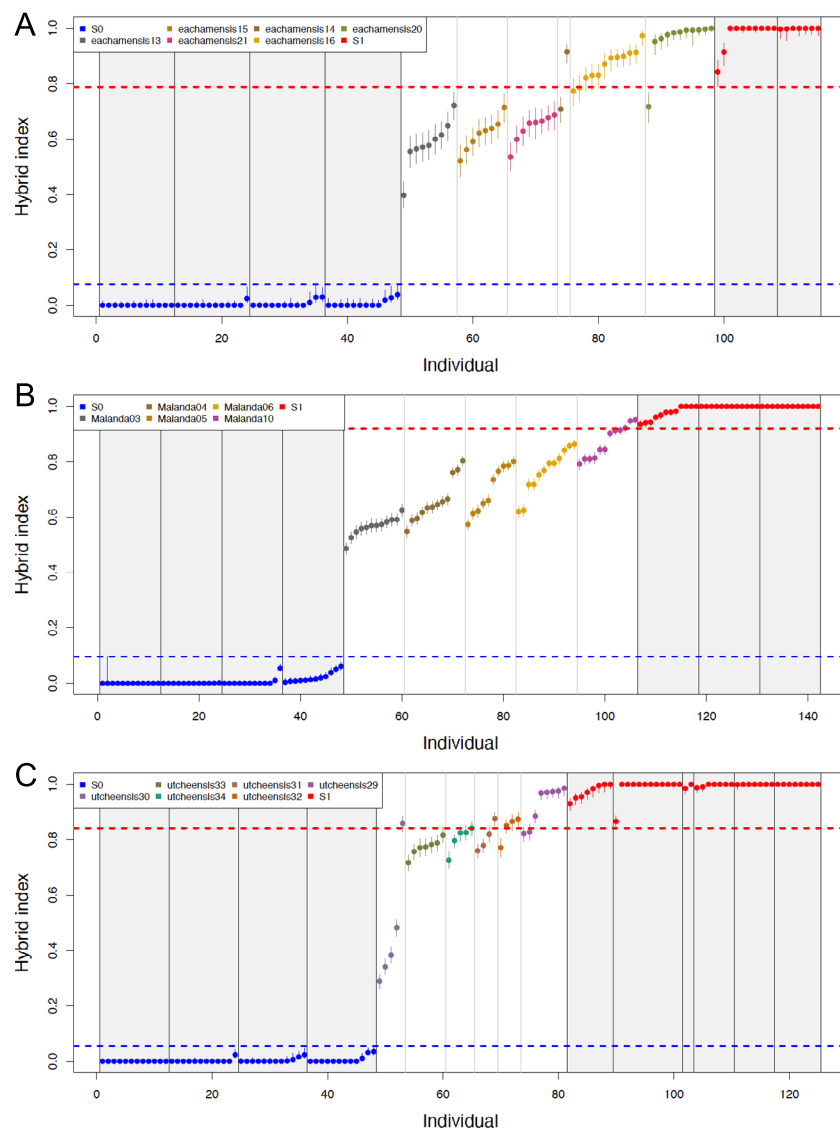 A
S0 eachamensIs15 eachamensIs14 eachamensIs20
eachamensIs13 eachamensIs21 eachamensIs16 S1
Hybrid index
1.0
0.8
0.6
0.4
0.2
0.0
0 20 40 60 80 100
Individual
B
S0 Malanda04 Malanda06 S1
Malanda03 Malanda05 Malanda10
Hybrid index
1.0
0.8
0.6
0.4
0.2
0.0
0 20 40 60 80 100 120 140
Individual
C
S0 utcheensIs33 utcheensIs31 utcheensIs29
utcheensIs30 utcheensIs34 utcheensIs32 S1
Hybrid index
1.0
0.8
0.6
0.4
0.2
0.0
0 20 40 60 80 100 120
Individual